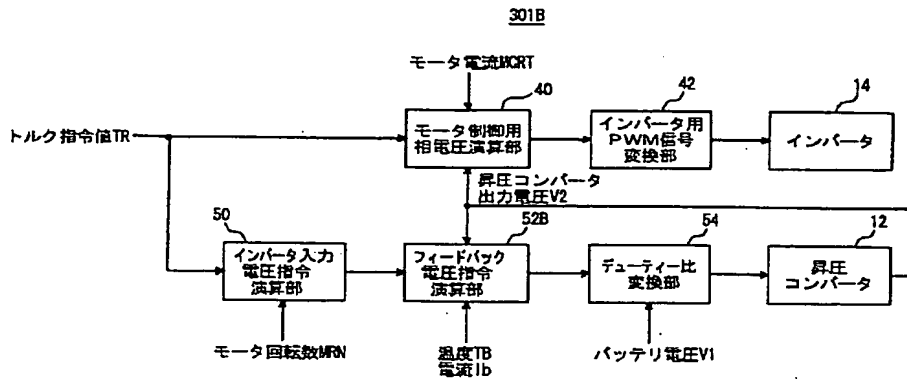 301B
モータ電流MCRT
40
42
14
トルク指令値TR
モータ制御用
相電圧演算部
インバータ用
PWM信号
変換部
インバータ
昇圧コンバータ
出力電圧V2
50
52B
54
12
インバータ入力
電圧指令
演算部
フィードバック
電圧指令
演算部
デューティー比
変換部
昇圧
コンバータ
モータ回転数MRN
温度TB
電流Ib
バッテリ電圧V1